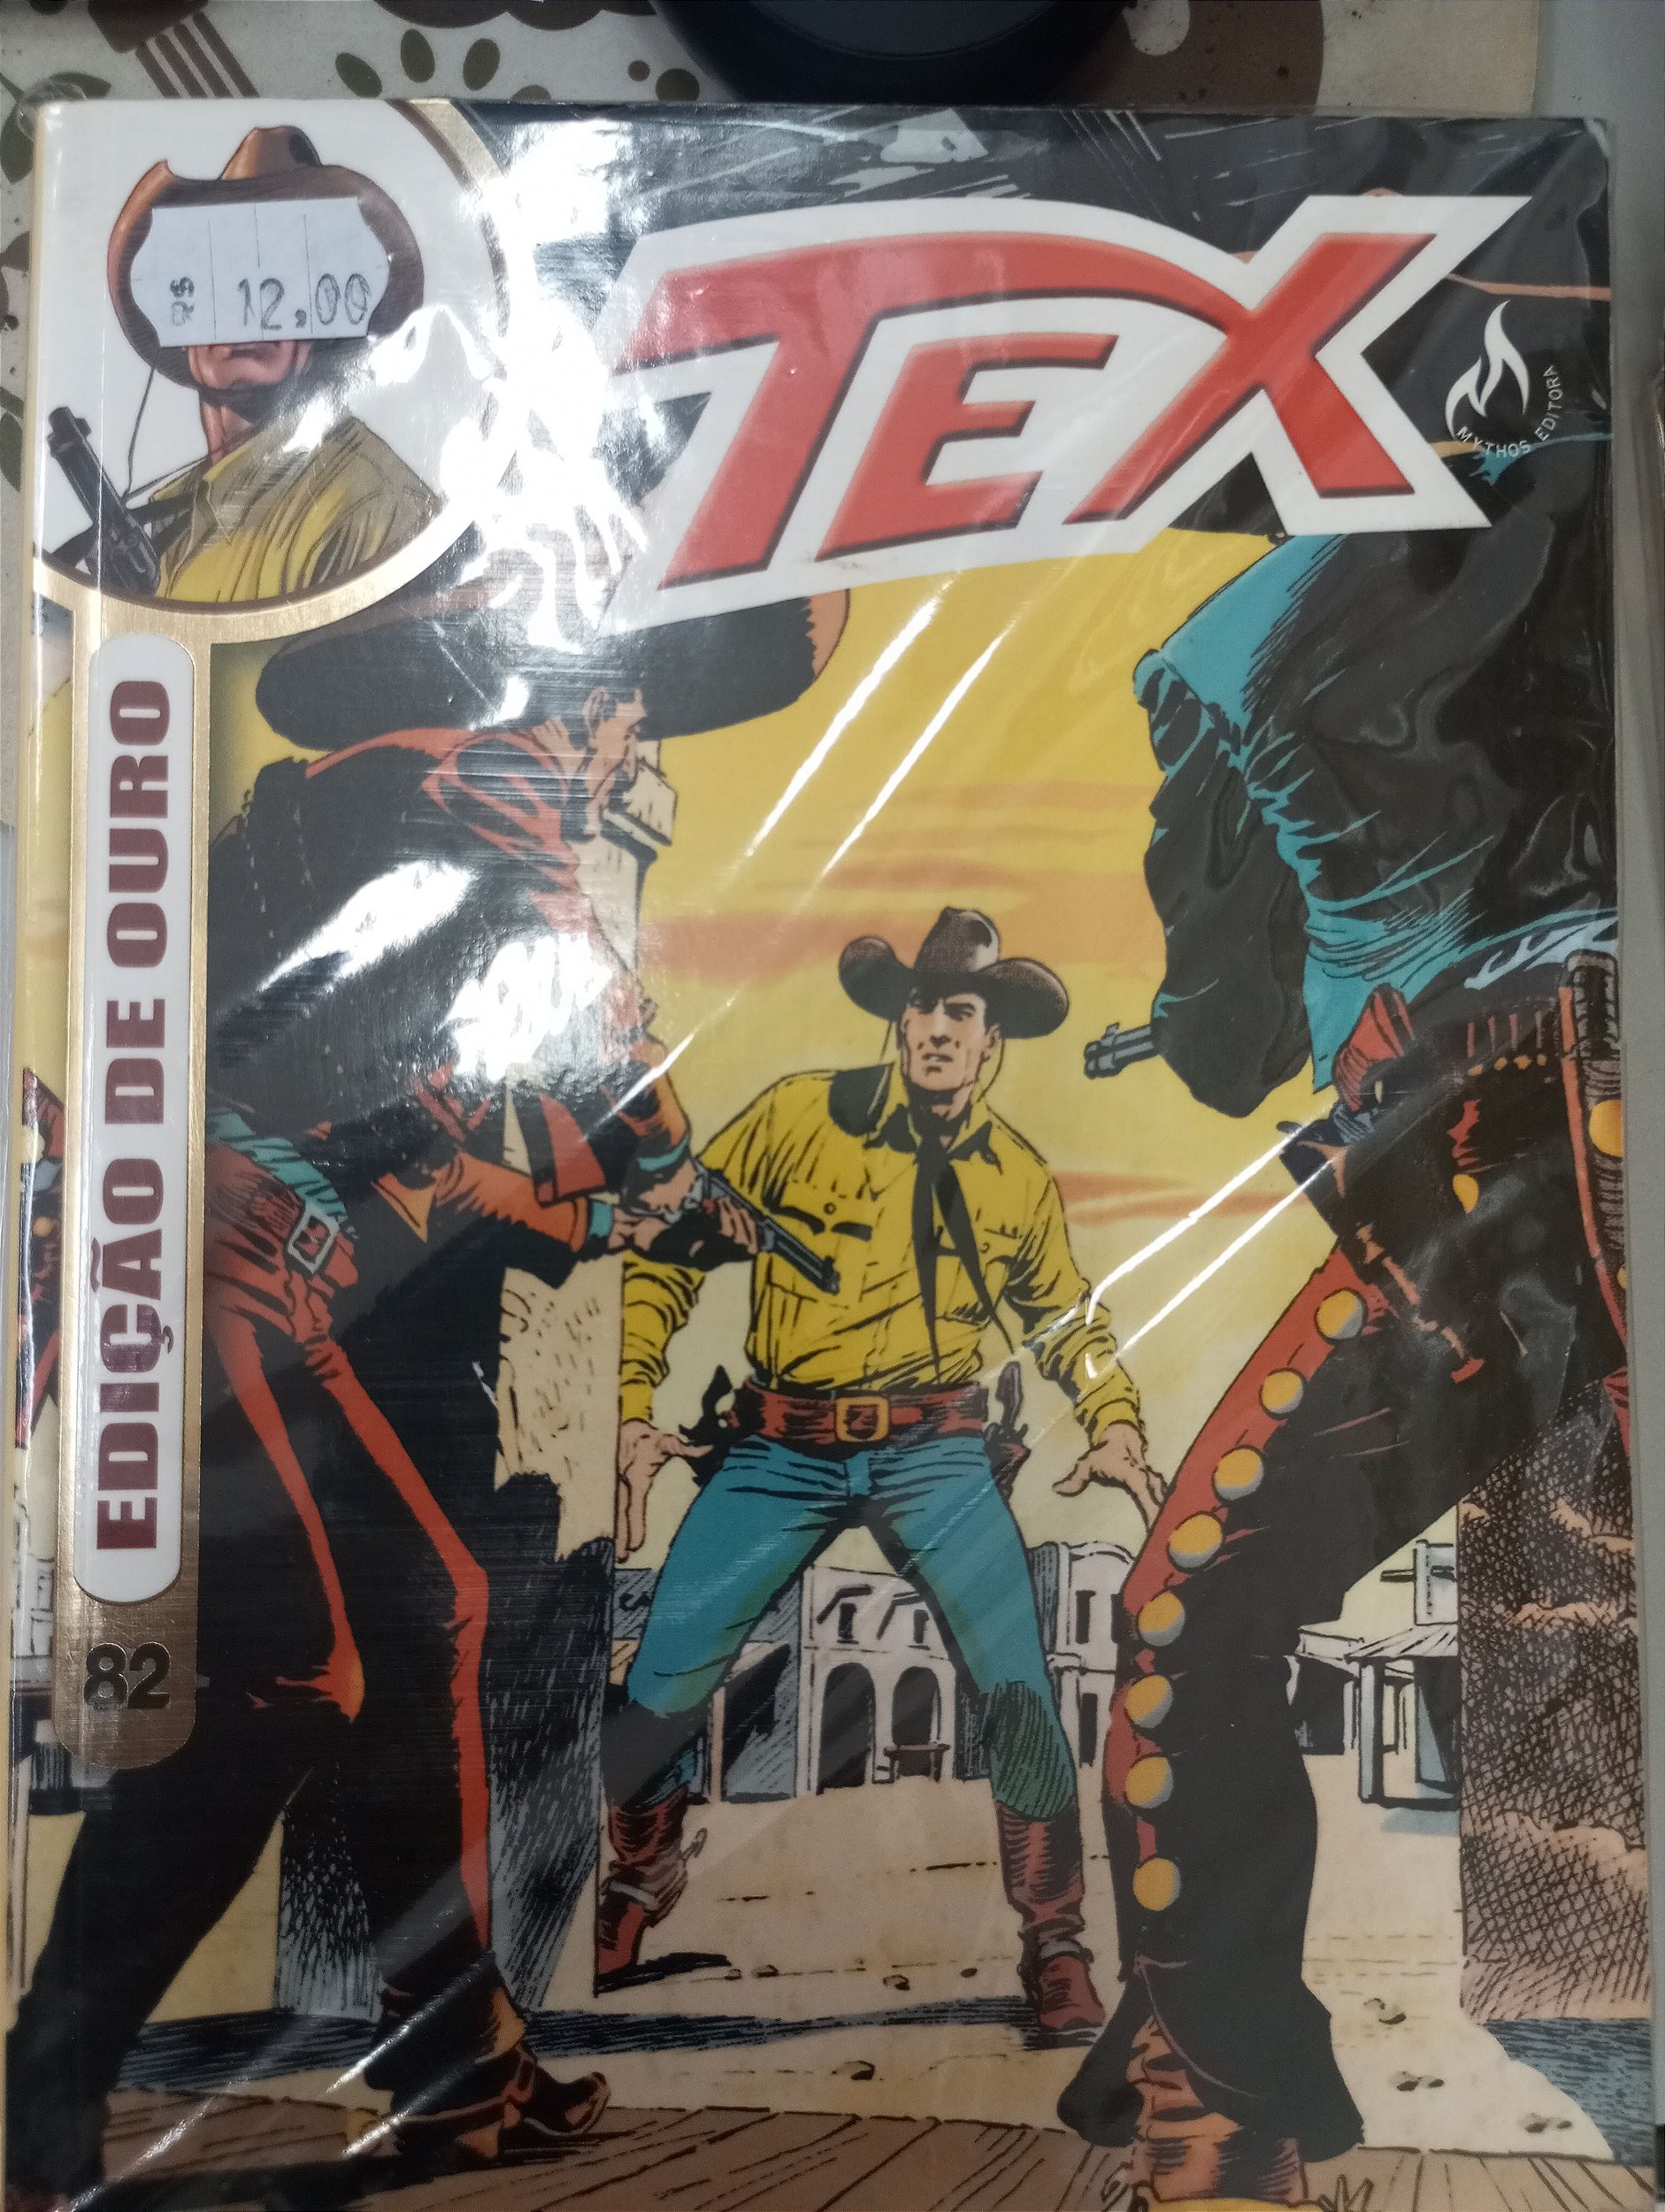 R$ 12,00
TEX
MYTHOS EDITORA
EDIÇÃO DE OURO
82